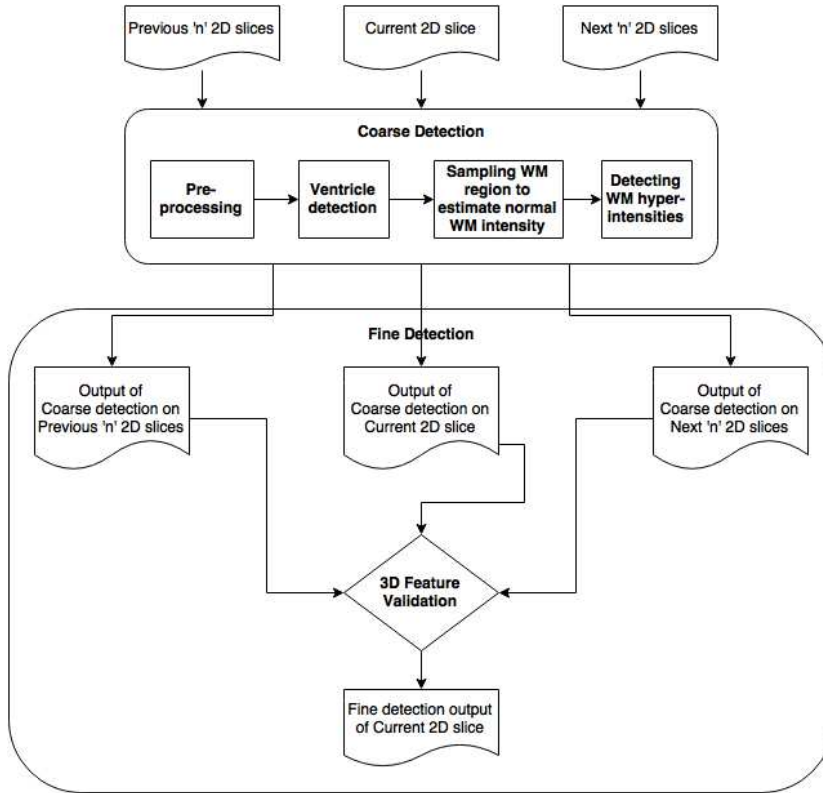 Previous 'n' 2D slices
Current 2D slice
Next 'n' 2D slices
Coarse Detection
Pre-
processing
Ventricle
detection
Sampling WM
region to
estimate normal
WM intensity
Detecting
WM hyper-
intensities
Fine Detection
Output of
Coarse detection on
Previous 'n' 2D slices
Output of
Coarse detection on
Current 2D slice
Output of
Coarse detection on
Next 'n' 2D slices
3D Feature
Validation
Fine detection output
of Current 2D slice